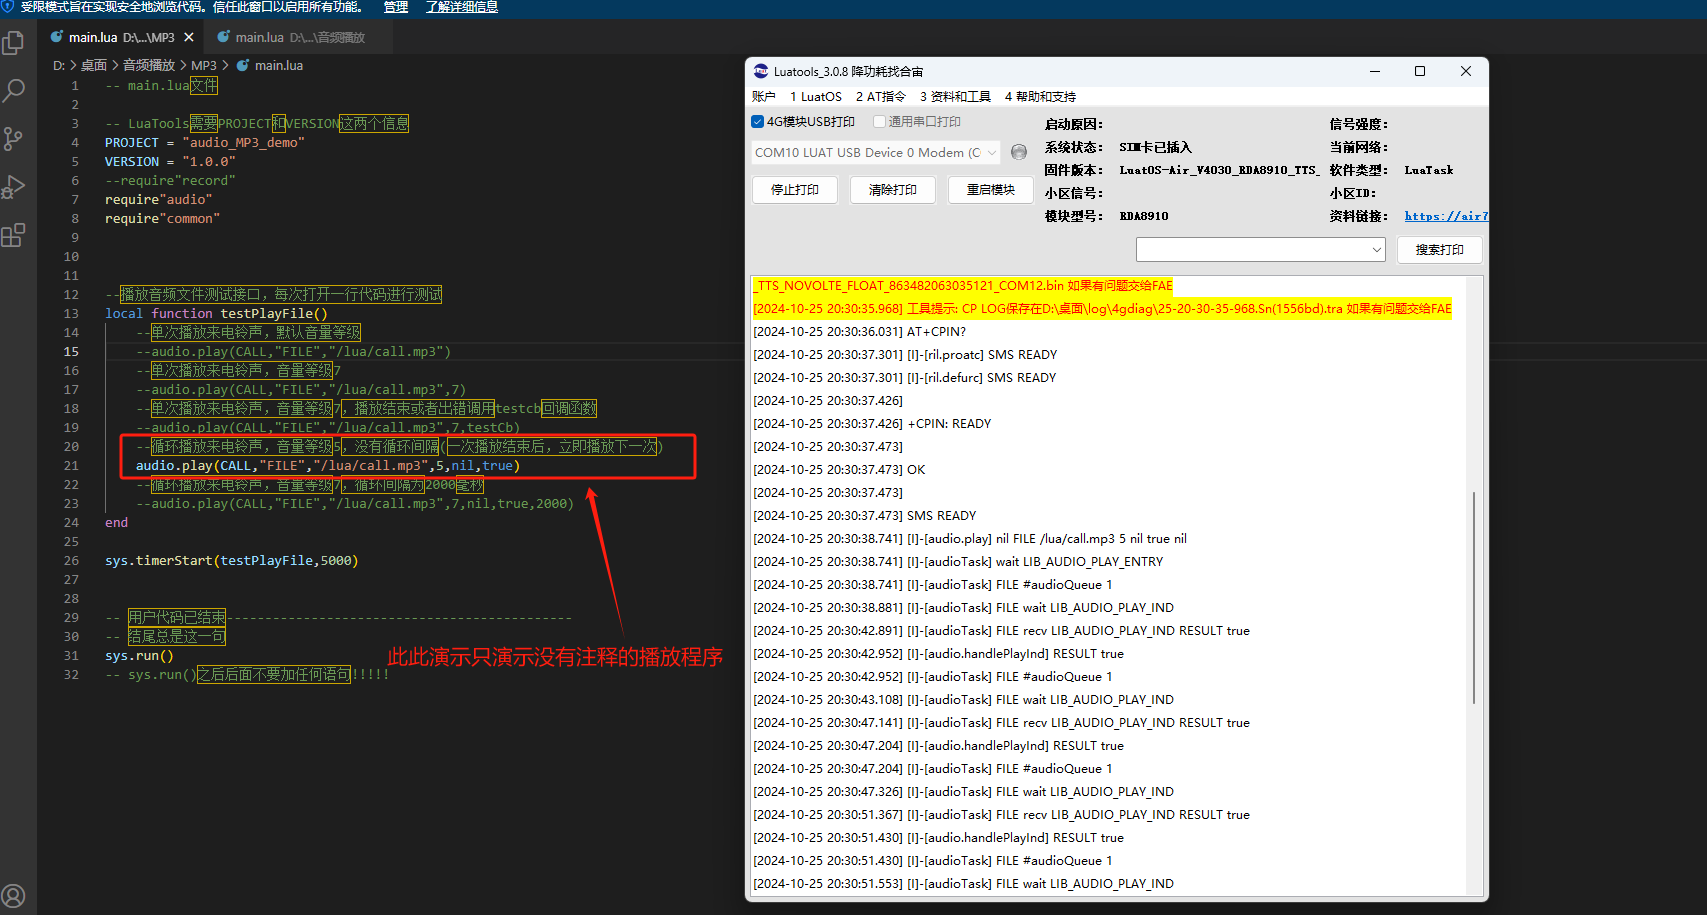 受限模式旨在实现安全地浏览代码。信任此窗口以启用所有功能。 管理 了解详细信息
main.lua D:\...\MP3
main.lua D:\...\音频播放
D: > 桌面 > 音频播放 > MP3 > main.lua
1 -- main.lua文件
2
3 -- LuaTools需要PROJECT和VERSION这两个信息
4 PROJECT = "audio_MP3_demo"
5 VERSION = "1.0.0"
6 --require"record"
7 require"audio"
8 require"common"
9
10
11
12 --播放音频文件测试接口，每次打开一行代码进行测试
13 local function testPlayFile()
14 --单次播放来电铃声，默认音量等级
15 --audio.play(CALL,"FILE","/lua/call.mp3")
16 --单次播放来电铃声，音量等级7
17 --audio.play(CALL,"FILE","/lua/call.mp3",7)
18 --单次播放来电铃声，音量等级7，播放结束或者出错调用testcb回调函数
19 --audio.play(CALL,"FILE","/lua/call.mp3",7,testCb)
20 --循环播放来电铃声，音量等级5，没有循环间隔(一次播放结束后，立即播放下一次)
21 audio.play(CALL,"FILE","/lua/call.mp3",5,nil,true)
22 --循环播放来电铃声，音量等级7，循环间隔为2000毫秒
23 --audio.play(CALL,"FILE","/lua/call.mp3",7,nil,true,2000)
24 end
25
26 sys.timerStart(testPlayFile,5000)
27
28
29 -- 用户代码已结束---------------------------------------------
30 -- 结尾总是这一句
31 sys.run()
32 -- sys.run()之后后面不要加任何语句!!!!!
此此演示只演示没有注释的播放程序
Luatools_3.0.8 降功耗找合宙
账户 1 LuatOS 2 AT指令 3 资料和工具 4 帮助和支持
4G模块USB打印 通用串口打印
COM10 LUAT USB Device 0 Modem (C
停止打印 清除打印 重启模块
启动原因: 信号强度:
系统状态: SIM卡已插入 当前网络:
固件版本: LuatOS-Air_V4030_RDA8910_TTS_ 软件类型: LuaTask
小区信号: 小区ID:
模块型号: RDA8910 资料链接: https://air7
搜索打印
_TTS_NOVOLTE_FLOAT_863482063035121_COM12.bin 如果有问题交给FAE
[2024-10-25 20:30:35.968] 工具提示: CP LOG保存在D:\桌面\log\4gdiag\25-20-30-35-968.Sn(1556bd).tra 如果有问题交给FAE
[2024-10-25 20:30:36.031] AT+CPIN?
[2024-10-25 20:30:37.301] [I]-[ril.proatc] SMS READY
[2024-10-25 20:30:37.301] [I]-[ril.defurc] SMS READY
[2024-10-25 20:30:37.426]
[2024-10-25 20:30:37.426] +CPIN: READY
[2024-10-25 20:30:37.473]
[2024-10-25 20:30:37.473] OK
[2024-10-25 20:30:37.473]
[2024-10-25 20:30:37.473] SMS READY
[2024-10-25 20:30:38.741] [I]-[audio.play] nil FILE /lua/call.mp3 5 nil true nil
[2024-10-25 20:30:38.741] [I]-[audioTask] wait LIB_AUDIO_PLAY_ENTRY
[2024-10-25 20:30:38.741] [I]-[audioTask] FILE #audioQueue 1
[2024-10-25 20:30:38.881] [I]-[audioTask] FILE wait LIB_AUDIO_PLAY_IND
[2024-10-25 20:30:42.891] [I]-[audioTask] FILE recv LIB_AUDIO_PLAY_IND RESULT true
[2024-10-25 20:30:42.952] [I]-[audio.handlePlayInd] RESULT true
[2024-10-25 20:30:42.952] [I]-[audioTask] FILE #audioQueue 1
[2024-10-25 20:30:43.108] [I]-[audioTask] FILE wait LIB_AUDIO_PLAY_IND
[2024-10-25 20:30:47.141] [I]-[audioTask] FILE recv LIB_AUDIO_PLAY_IND RESULT true
[2024-10-25 20:30:47.204] [I]-[audio.handlePlayInd] RESULT true
[2024-10-25 20:30:47.204] [I]-[audioTask] FILE #audioQueue 1
[2024-10-25 20:30:47.326] [I]-[audioTask] FILE wait LIB_AUDIO_PLAY_IND
[2024-10-25 20:30:51.367] [I]-[audioTask] FILE recv LIB_AUDIO_PLAY_IND RESULT true
[2024-10-25 20:30:51.430] [I]-[audio.handlePlayInd] RESULT true
[2024-10-25 20:30:51.430] [I]-[audioTask] FILE #audioQueue 1
[2024-10-25 20:30:51.553] [I]-[audioTask] FILE wait LIB_AUDIO_PLAY_IND